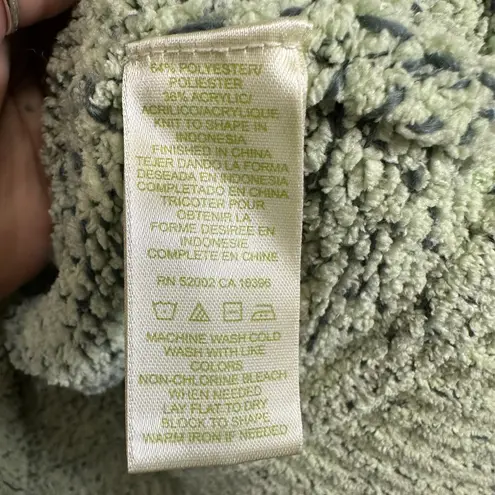 64% POLYESTER/
POLIESTER
36% ACRYLIC/
ACRILICO/ACRYLIQUE
KNIT TO SHAPE IN
INDONESIA
FINISHED IN CHINA
TEJER DANDO LA FORMA
DESEADA EN INDONESIA
COMPLETADO EN CHINA
TRICOTER POUR
OBTENIR LA
FORME DESIREE EN
INDONESIE
COMPLETE EN CHINE
RN 52002 CA 16396
MACHINE WASH COLD
WASH WITH LIKE
COLORS
NON-CHLORINE BLEACH
WHEN NEEDED
LAY FLAT TO DRY
BLOCK TO SHAPE
WARM IRON IF NEEDED